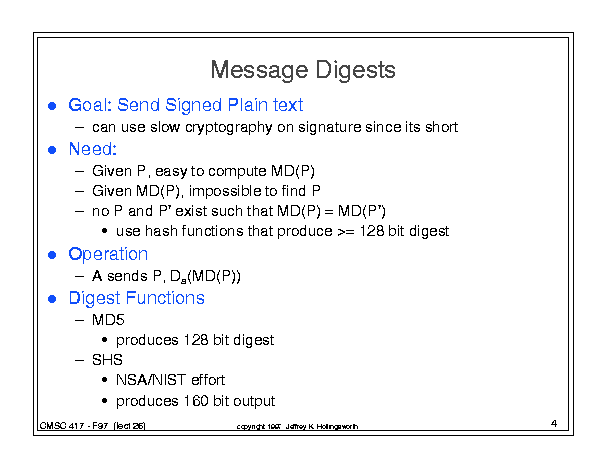 Message Digests
● Goal: Send Signed Plain text
– can use slow cryptography on signature since its short
● Need:
– Given P, easy to compute MD(P)
– Given MD(P), impossible to find P
– no P and P' exist such that MD(P) = MD(P')
• use hash functions that produce >= 128 bit digest
● Operation
– A sends P, Da(MD(P))
● Digest Functions
– MD5
• produces 128 bit digest
– SHS
• NSA/NIST effort
• produces 160 bit output
CMSC 417 - F97 (lect 26) copyright 1997 Jeffrey K. Hollingsworth 4